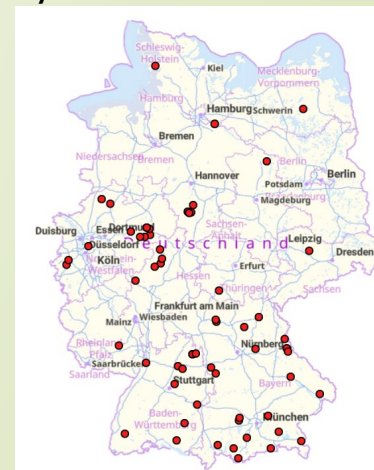 Schleswig-
Holstein
Kiel
Mecklenburg-
Vorpommern
Hamburg
Hamburg
Schwerin
Bremen
Niedersachsen
Bremen
Berlin
Hannover
Berlin
Potsdam
Magdeburg
Duisburg
Essen
Dortmund
Sachsen-
Anhalt
Düsseldorf
Deutschland
Leipzig
Nordrhein-
Westfalen
Köln
Dresden
Hessen
Erfurt
Thüringen
Sachsen
Frankfurt am Main
Mainz
Wiesbaden
Rheinland-
Pfalz
Nürnberg
Saarbrücken
Saarland
Stuttgart
Bayern
Baden-
Württemberg
München